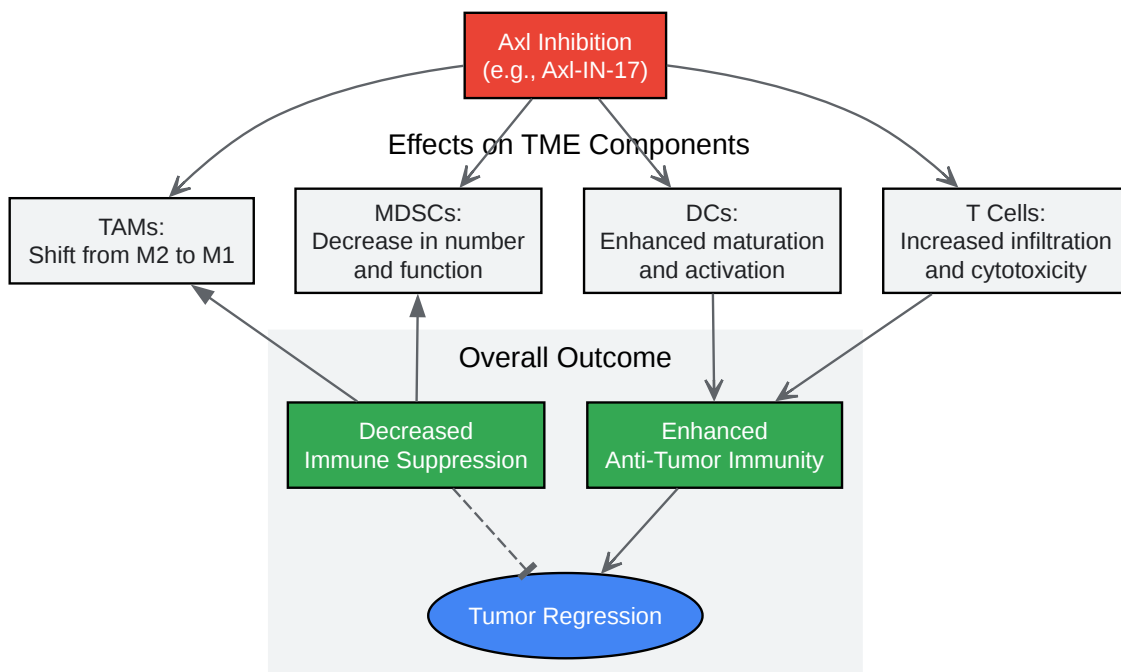 Axl Inhibition
(e.g., Axl-IN-17)
Effects on TME Components
TAMs:
Shift from M2 to M1
MDSCs:
Decrease in number
and function
DCs:
Enhanced maturation
and activation
T Cells:
Increased infiltration
and cytotoxicity
Overall Outcome
Decreased
Immune Suppression
Enhanced
Anti-Tumor Immunity
Tumor Regression